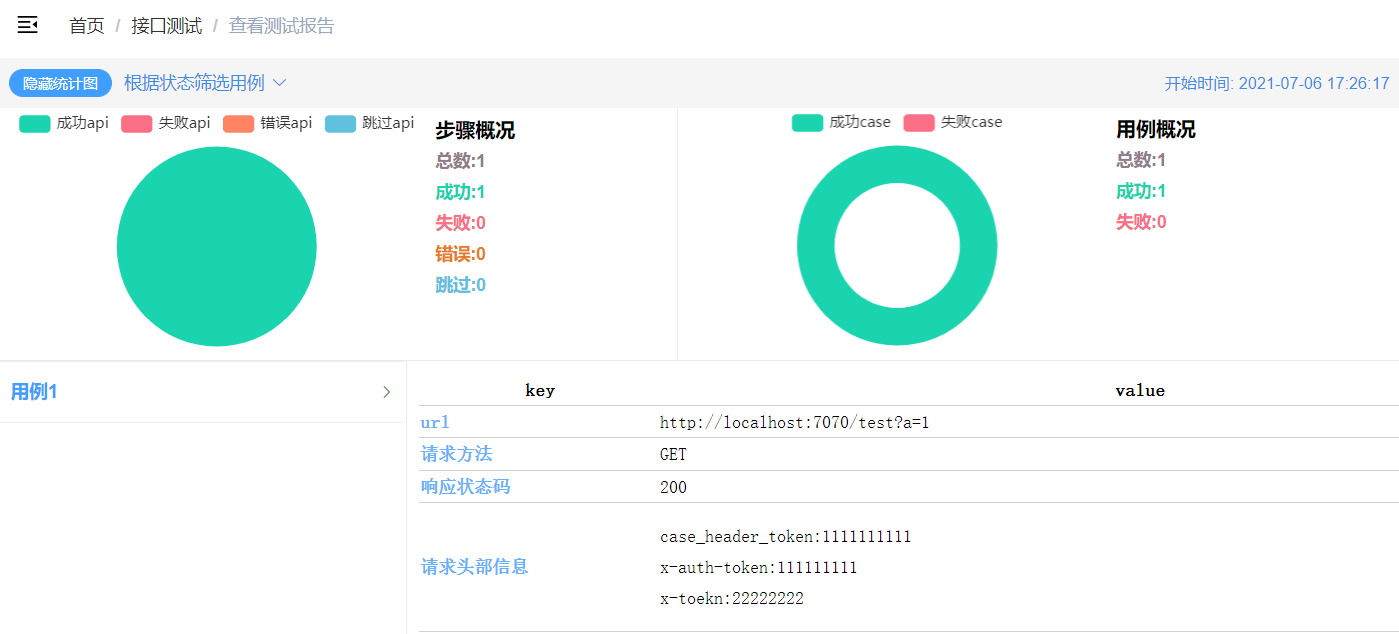 首页 / 接口测试 / 查看测试报告
隐藏统计图 根据状态筛选用例 开始时间: 2021-07-06 17:26:17
成功api 失败api 错误api 跳过api
步骤概况
总数:1
成功:1
失败:0
错误:0
跳过:0
成功case 失败case
用例概况
总数:1
成功:1
失败:0
用例1
key value
url http://localhost:7070/test?a=1
请求方法 GET
响应状态码 200
请求头部信息
case_header_token:1111111111
x-auth-token:111111111
x-toekn:22222222